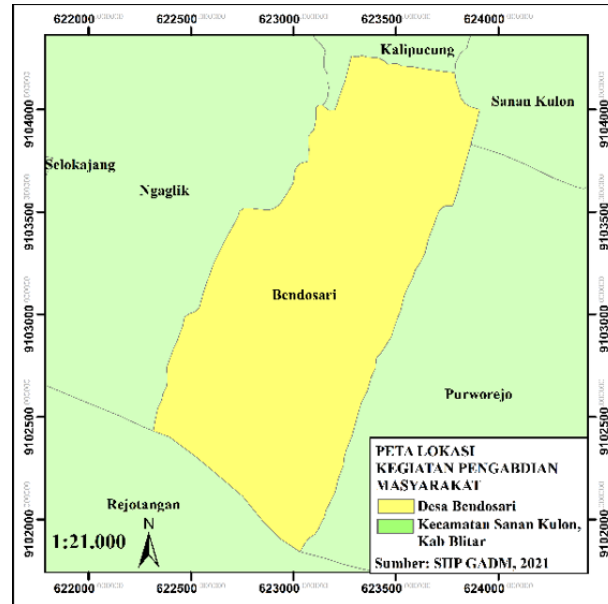 622000 622500 623000 623500 624000
Kalipucung
Sanan Kulon
Selokajang
Ngaglik
Bendosari
Purworejo
Rejotangan
N
1:21.000
PETA LOKASI
KEGIATAN PENGABDIAN
MASYARAKAT
Desa Bendosari
Kecamatan Sanan Kulon,
Kab Blitar
Sumber: SHP GADM, 2021
9104000
9103500
9103000
9102500
9102000
9104000
9103500
9103000
9102500
9102000
622000 622500 623000 623500 624000